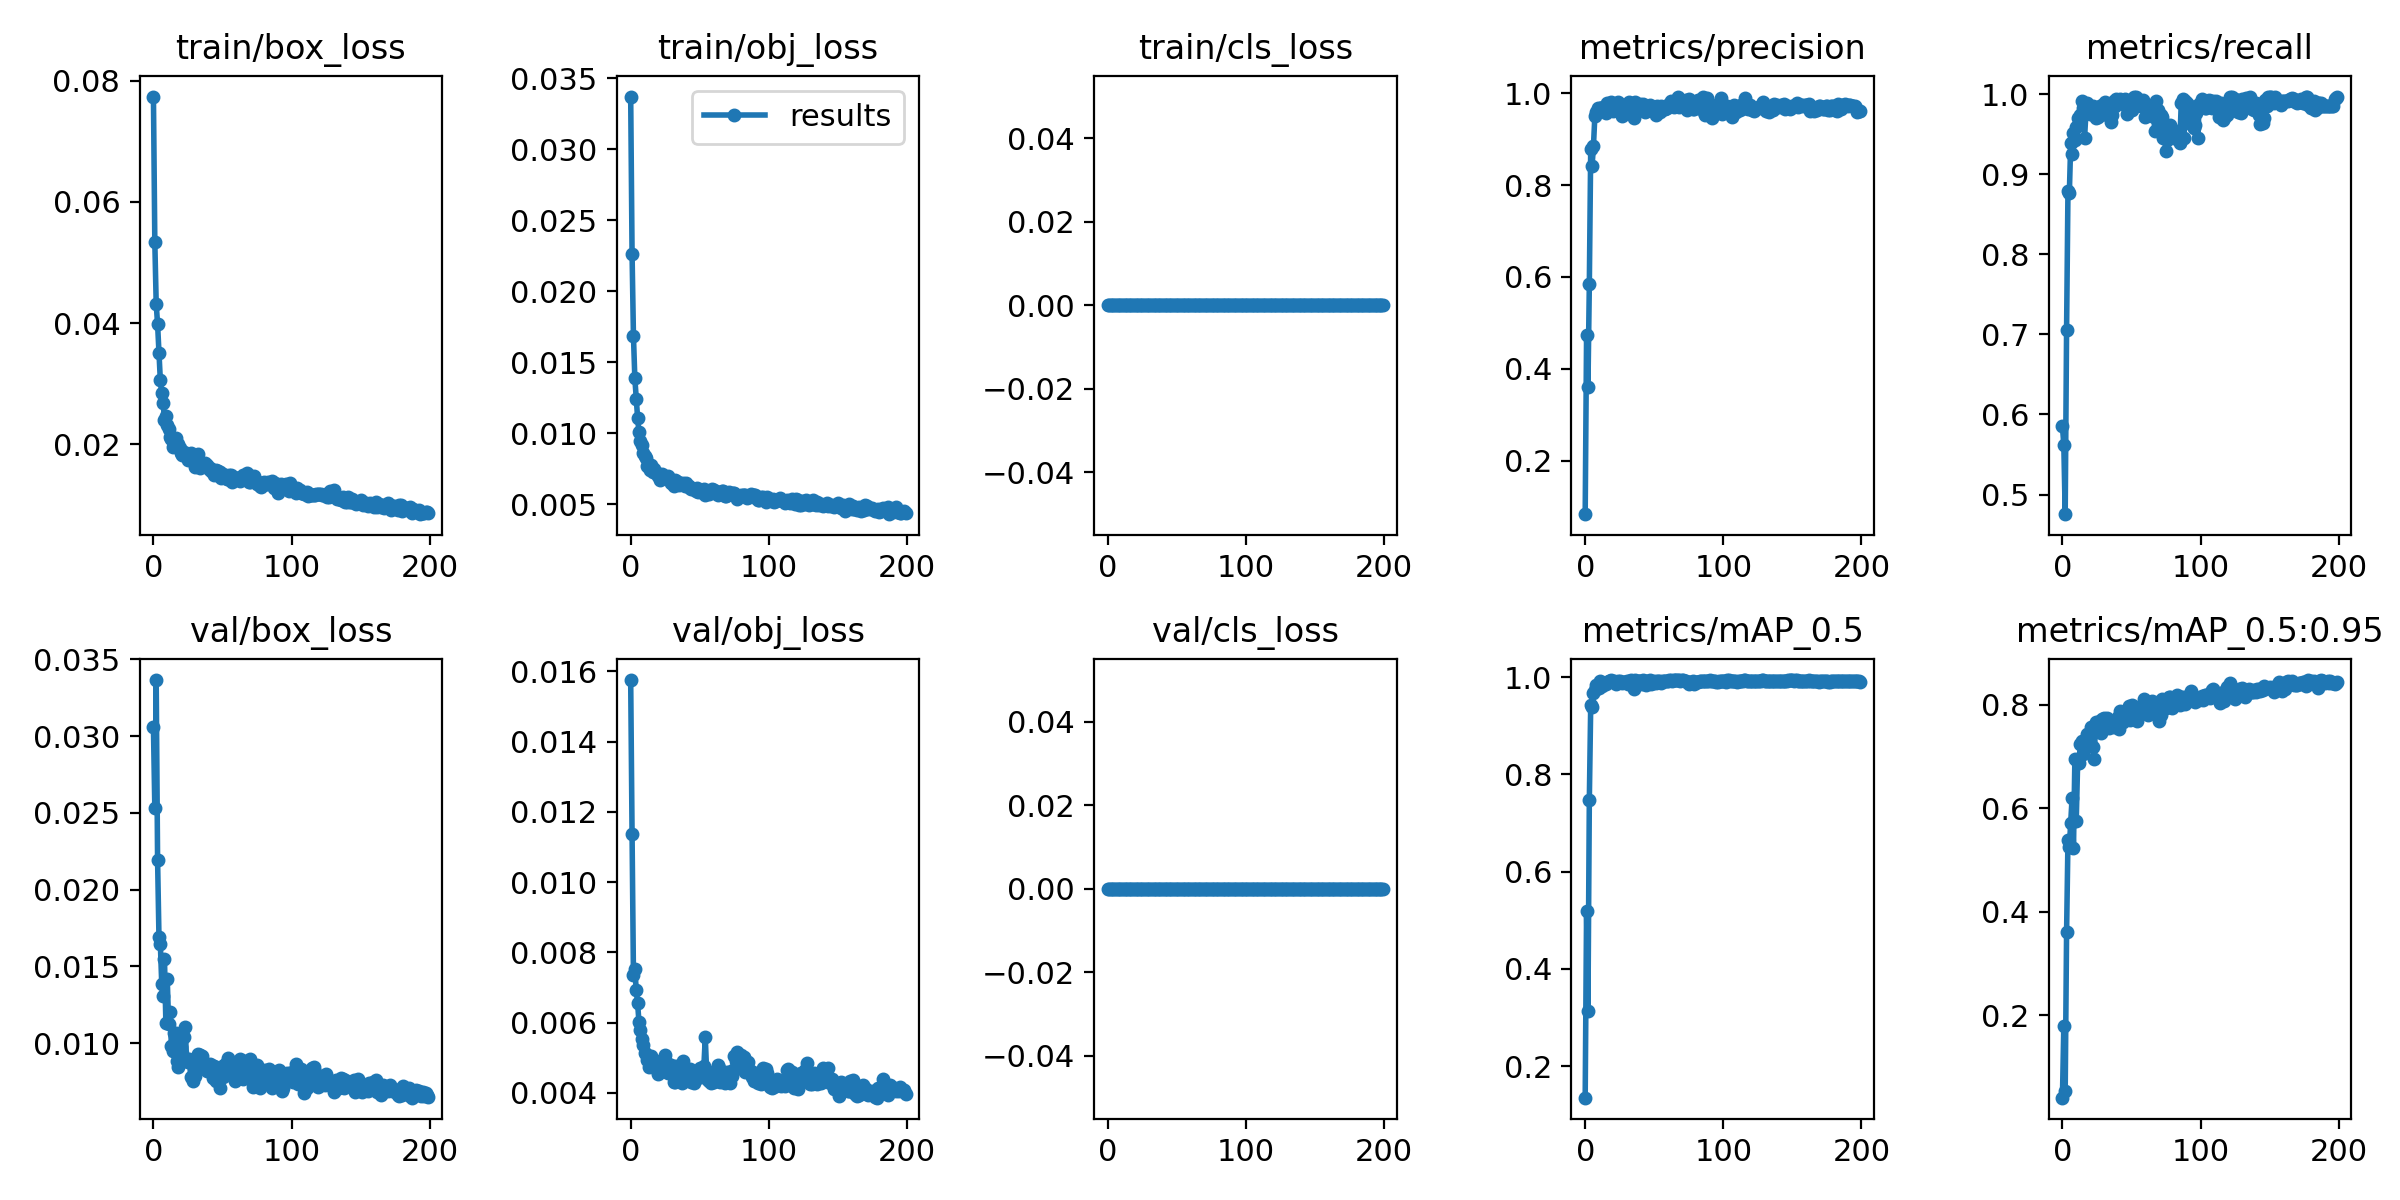 train/box_loss
0.08
0.06
0.04
0.02
0 100 200
train/obj_loss
results
0.035
0.030
0.025
0.020
0.015
0.010
0.005
0 100 200
train/cls_loss
0.04
0.02
0.00
−0.02
−0.04
0 100 200
metrics/precision
1.0
0.8
0.6
0.4
0.2
0 100 200
metrics/recall
1.0
0.9
0.8
0.7
0.6
0.5
0 100 200
val/box_loss
0.035
0.030
0.025
0.020
0.015
0.010
0 100 200
val/obj_loss
0.016
0.014
0.012
0.010
0.008
0.006
0.004
0 100 200
val/cls_loss
0.04
0.02
0.00
−0.02
−0.04
0 100 200
metrics/mAP_0.5
1.0
0.8
0.6
0.4
0.2
0 100 200
metrics/mAP_0.5:0.95
0.8
0.6
0.4
0.2
0 100 200